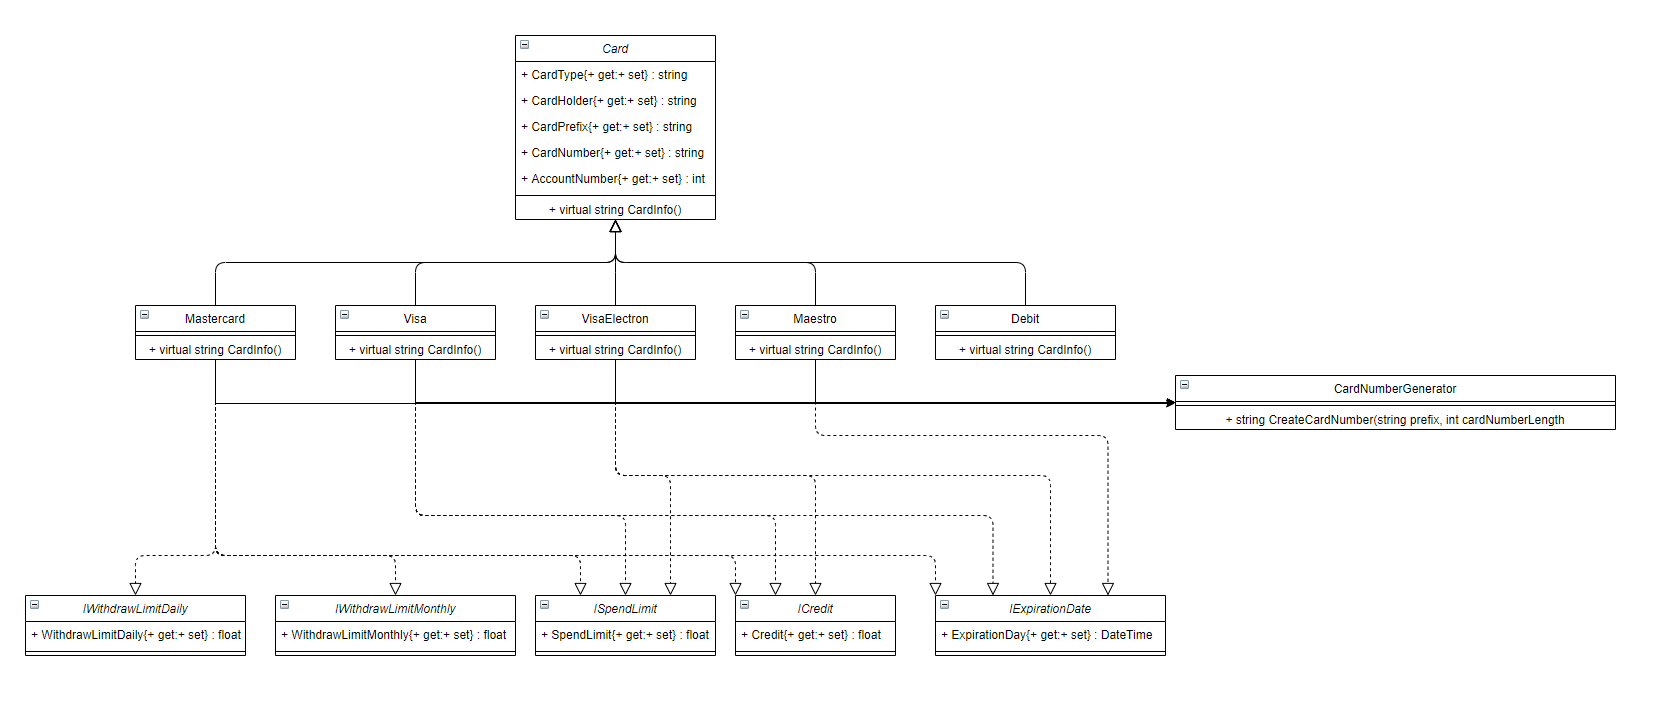 Card
+ CardType{+ get:+ set} : string
+ CardHolder{+ get:+ set} : string
+ CardPrefix{+ get:+ set} : string
+ CardNumber{+ get:+ set} : string
+ AccountNumber{+ get:+ set} : int
+ virtual string CardInfo()
Mastercard
+ virtual string CardInfo()
Visa
+ virtual string CardInfo()
VisaElectron
+ virtual string CardInfo()
Maestro
+ virtual string CardInfo()
Debit
+ virtual string CardInfo()
CardNumberGenerator
+ string CreateCardNumber(string prefix, int cardNumberLength
IWithdrawLimitDaily
+ WithdrawLimitDaily{+ get:+ set} : float
IWithdrawLimitMonthly
+ WithdrawLimitMonthly{+ get:+ set} : float
ISpendLimit
+ SpendLimit{+ get:+ set} : float
ICredit
+ Credit{+ get:+ set} : float
IExpirationDate
+ ExpirationDay{+ get:+ set} : DateTime